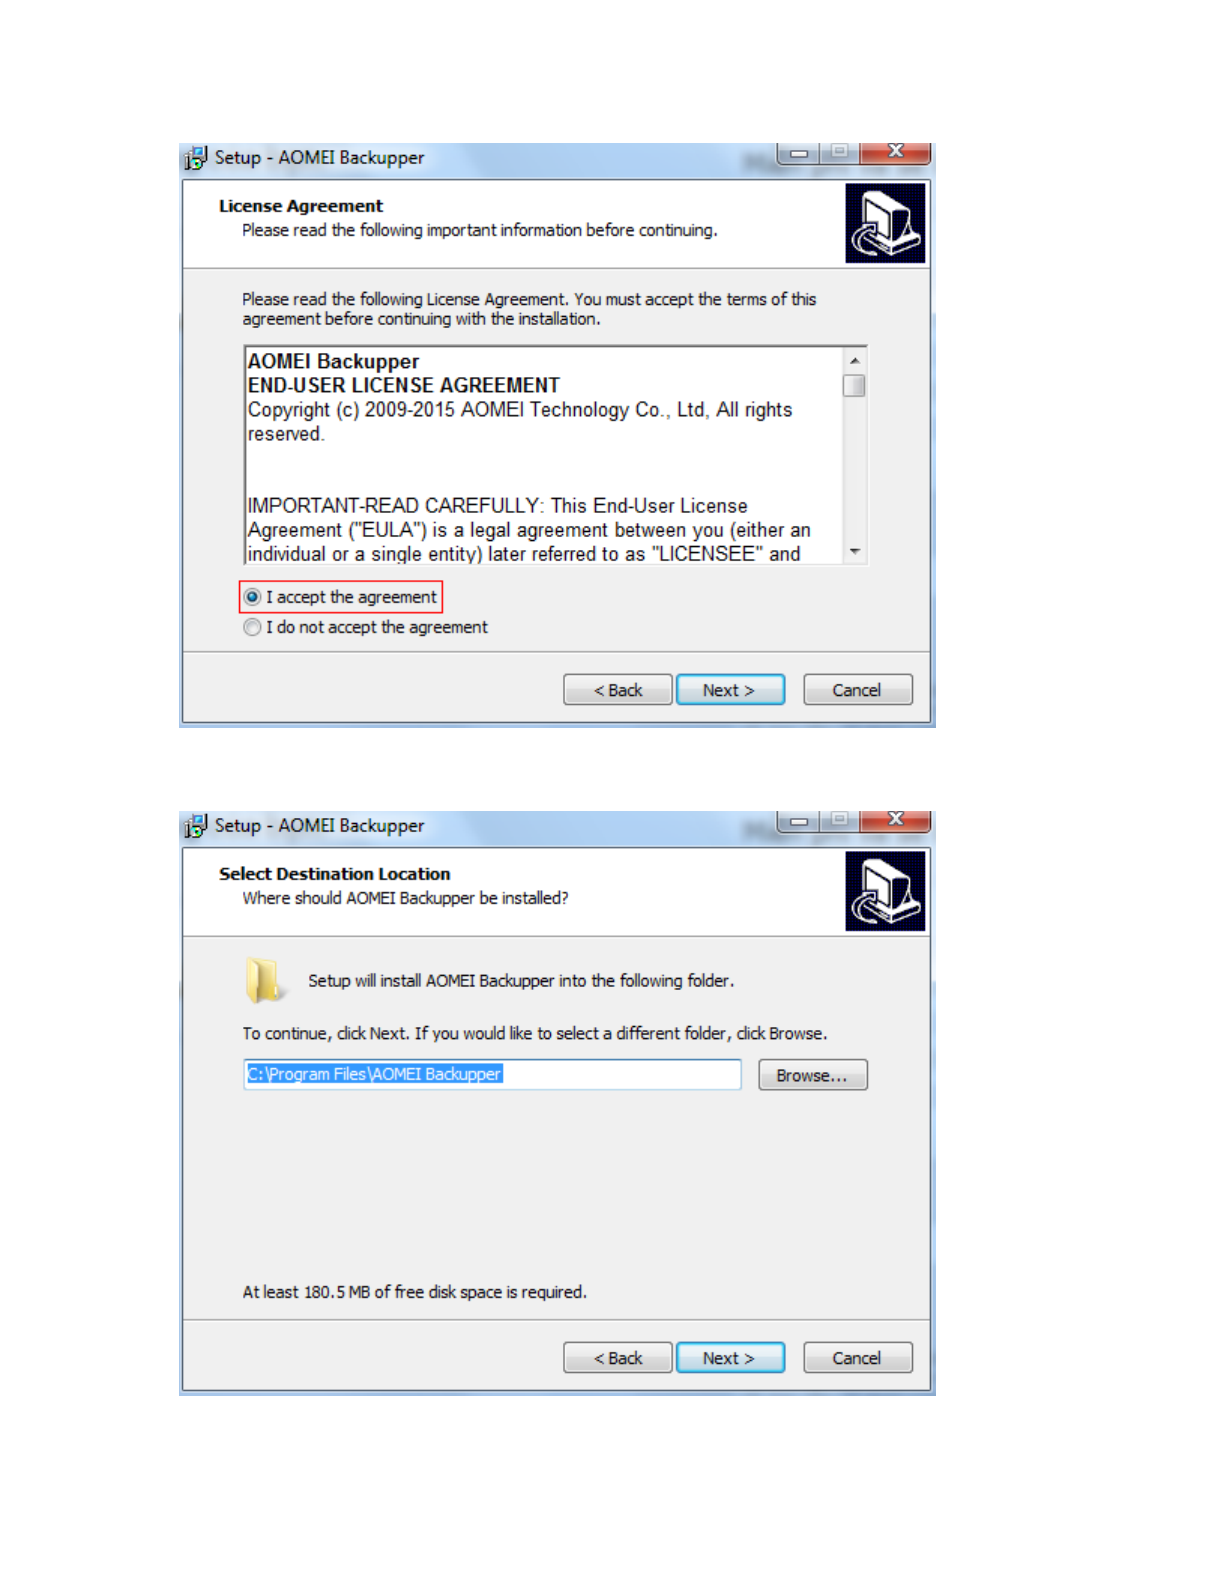 Setup - AOMEI Backupper
License Agreement
Please read the following important information before continuing.
Please read the following License Agreement. You must accept the terms of this
agreement before continuing with the installation.
AOMEI Backupper
END-USER LICENSE AGREEMENT
Copyright (c) 2009-2015 AOMEI Technology Co., Ltd, All rights
reserved.
IMPORTANT-READ CAREFULLY: This End-User License
Agreement ("EULA") is a legal agreement between you (either an
individual or a single entity) later referred to as "LICENSEE" and
I accept the agreement
I do not accept the agreement
< Back Next > Cancel
Setup - AOMEI Backupper
Select Destination Location
Where should AOMEI Backupper be installed?
Setup will install AOMEI Backupper into the following folder.
To continue, click Next. If you would like to select a different folder, click Browse.
C:\Program Files\AOMEI Backupper Browse...
At least 180.5 MB of free disk space is required.
< Back Next > Cancel